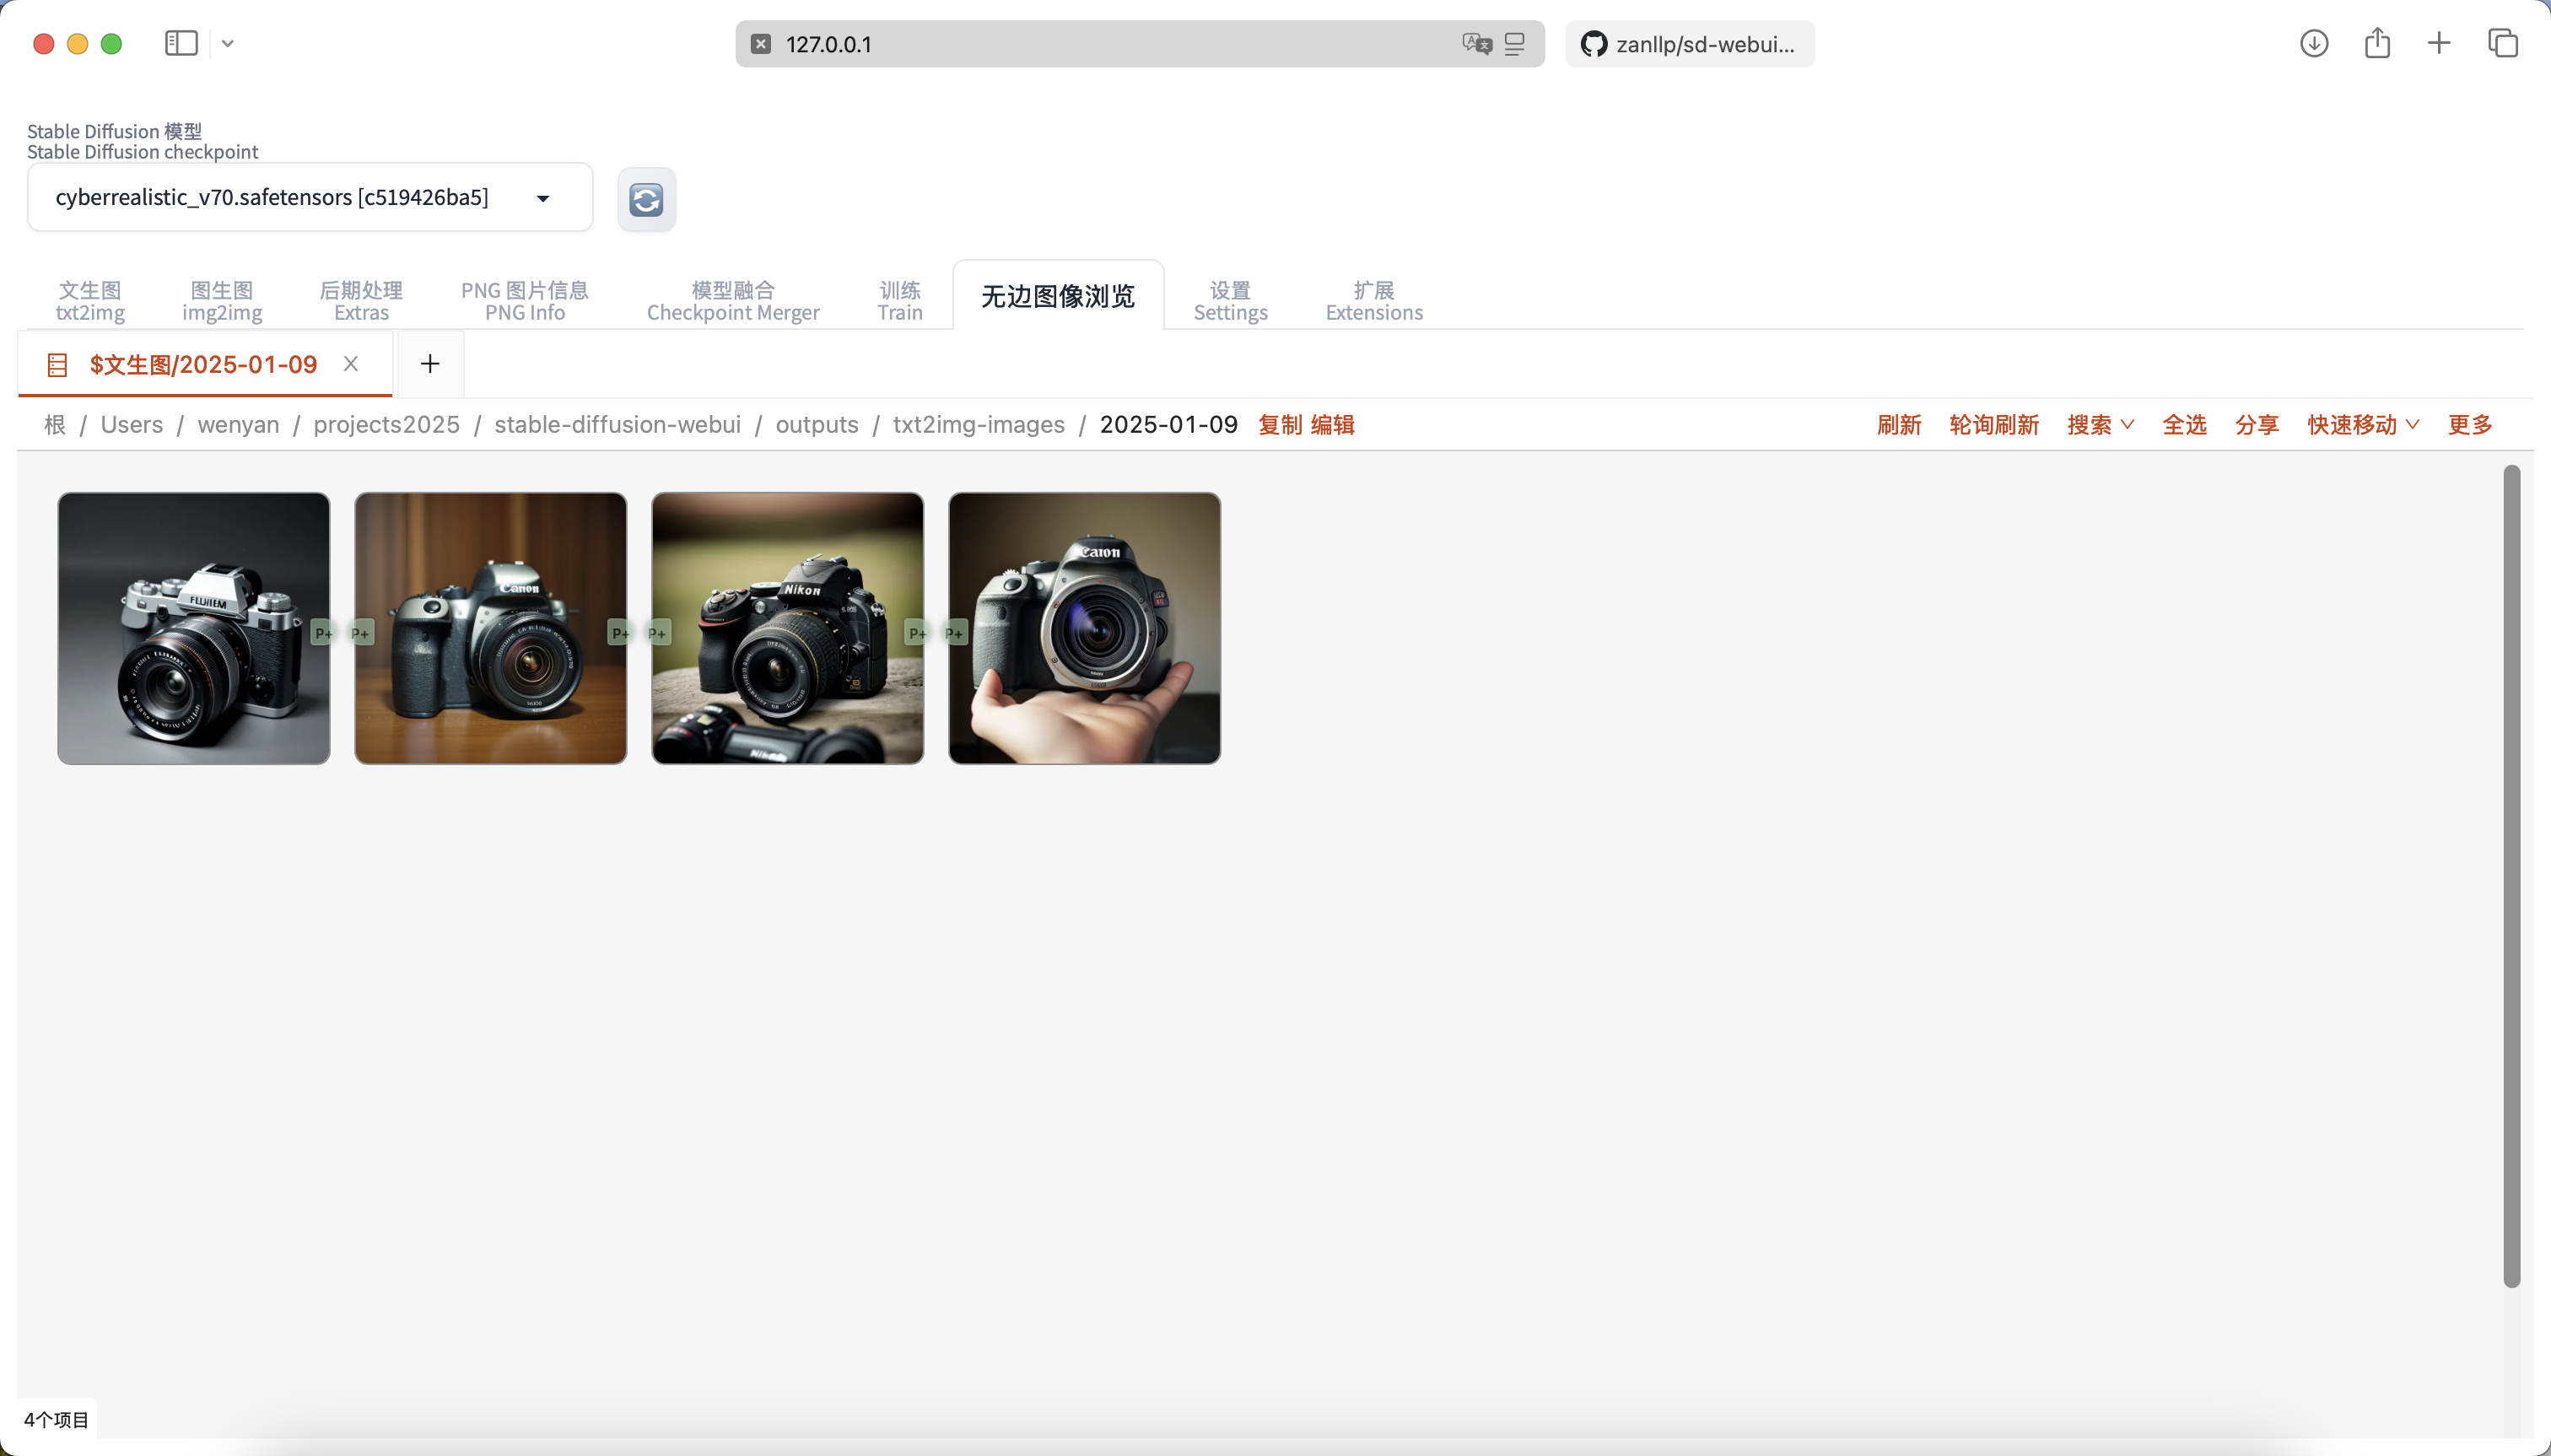 127.0.0.1
zanllp/sd-webui...
Stable Diffusion 模型
Stable Diffusion checkpoint
cyberrealistic_v70.safetensors [c519426ba5]
文生图 图生图 后期处理 PNG 图片信息 模型融合 训练 无边图像浏览 设置 扩展
txt2img img2img Extras PNG Info Checkpoint Merger Train Settings Extensions
$文生图/2025-01-09
根 / Users / wenyan / projects2025 / stable-diffusion-webui / outputs / txt2img-images / 2025-01-09 复制 编辑 刷新 轮询刷新 搜索 全选 分享 快速移动 更多
FUJIIEM Canon Nikon Canon
P+ P+ P+ P+ P+ P+
Nikon
4个项目